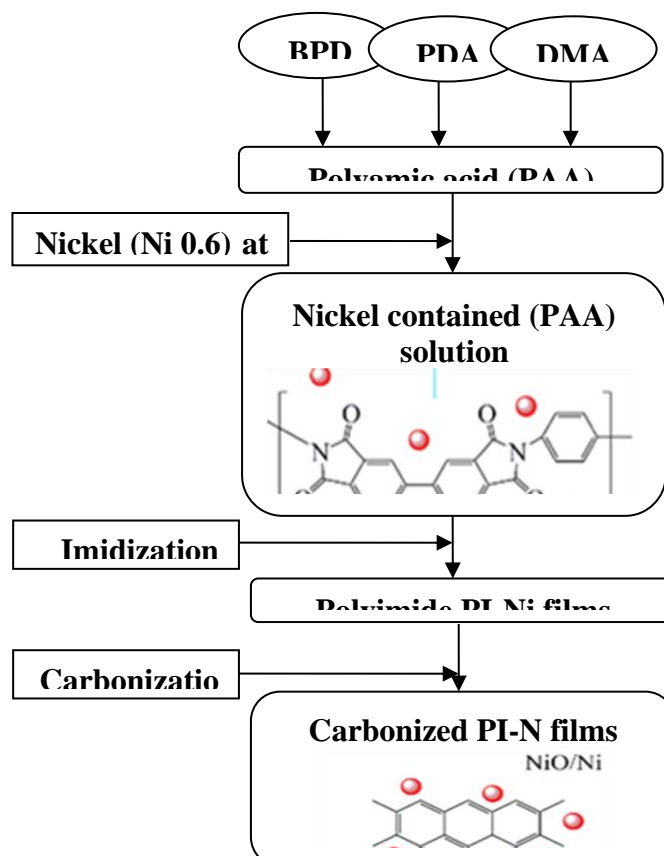 BPD PDA DMA
Polyamic acid (PAA)
Nickel (Ni 0.6) at
Nickel contained (PAA)
solution
O O
N N
O O
Imidization
Polyimide PI-Ni films
Carbonizatio
Carbonized PI-N films
NiO/Ni